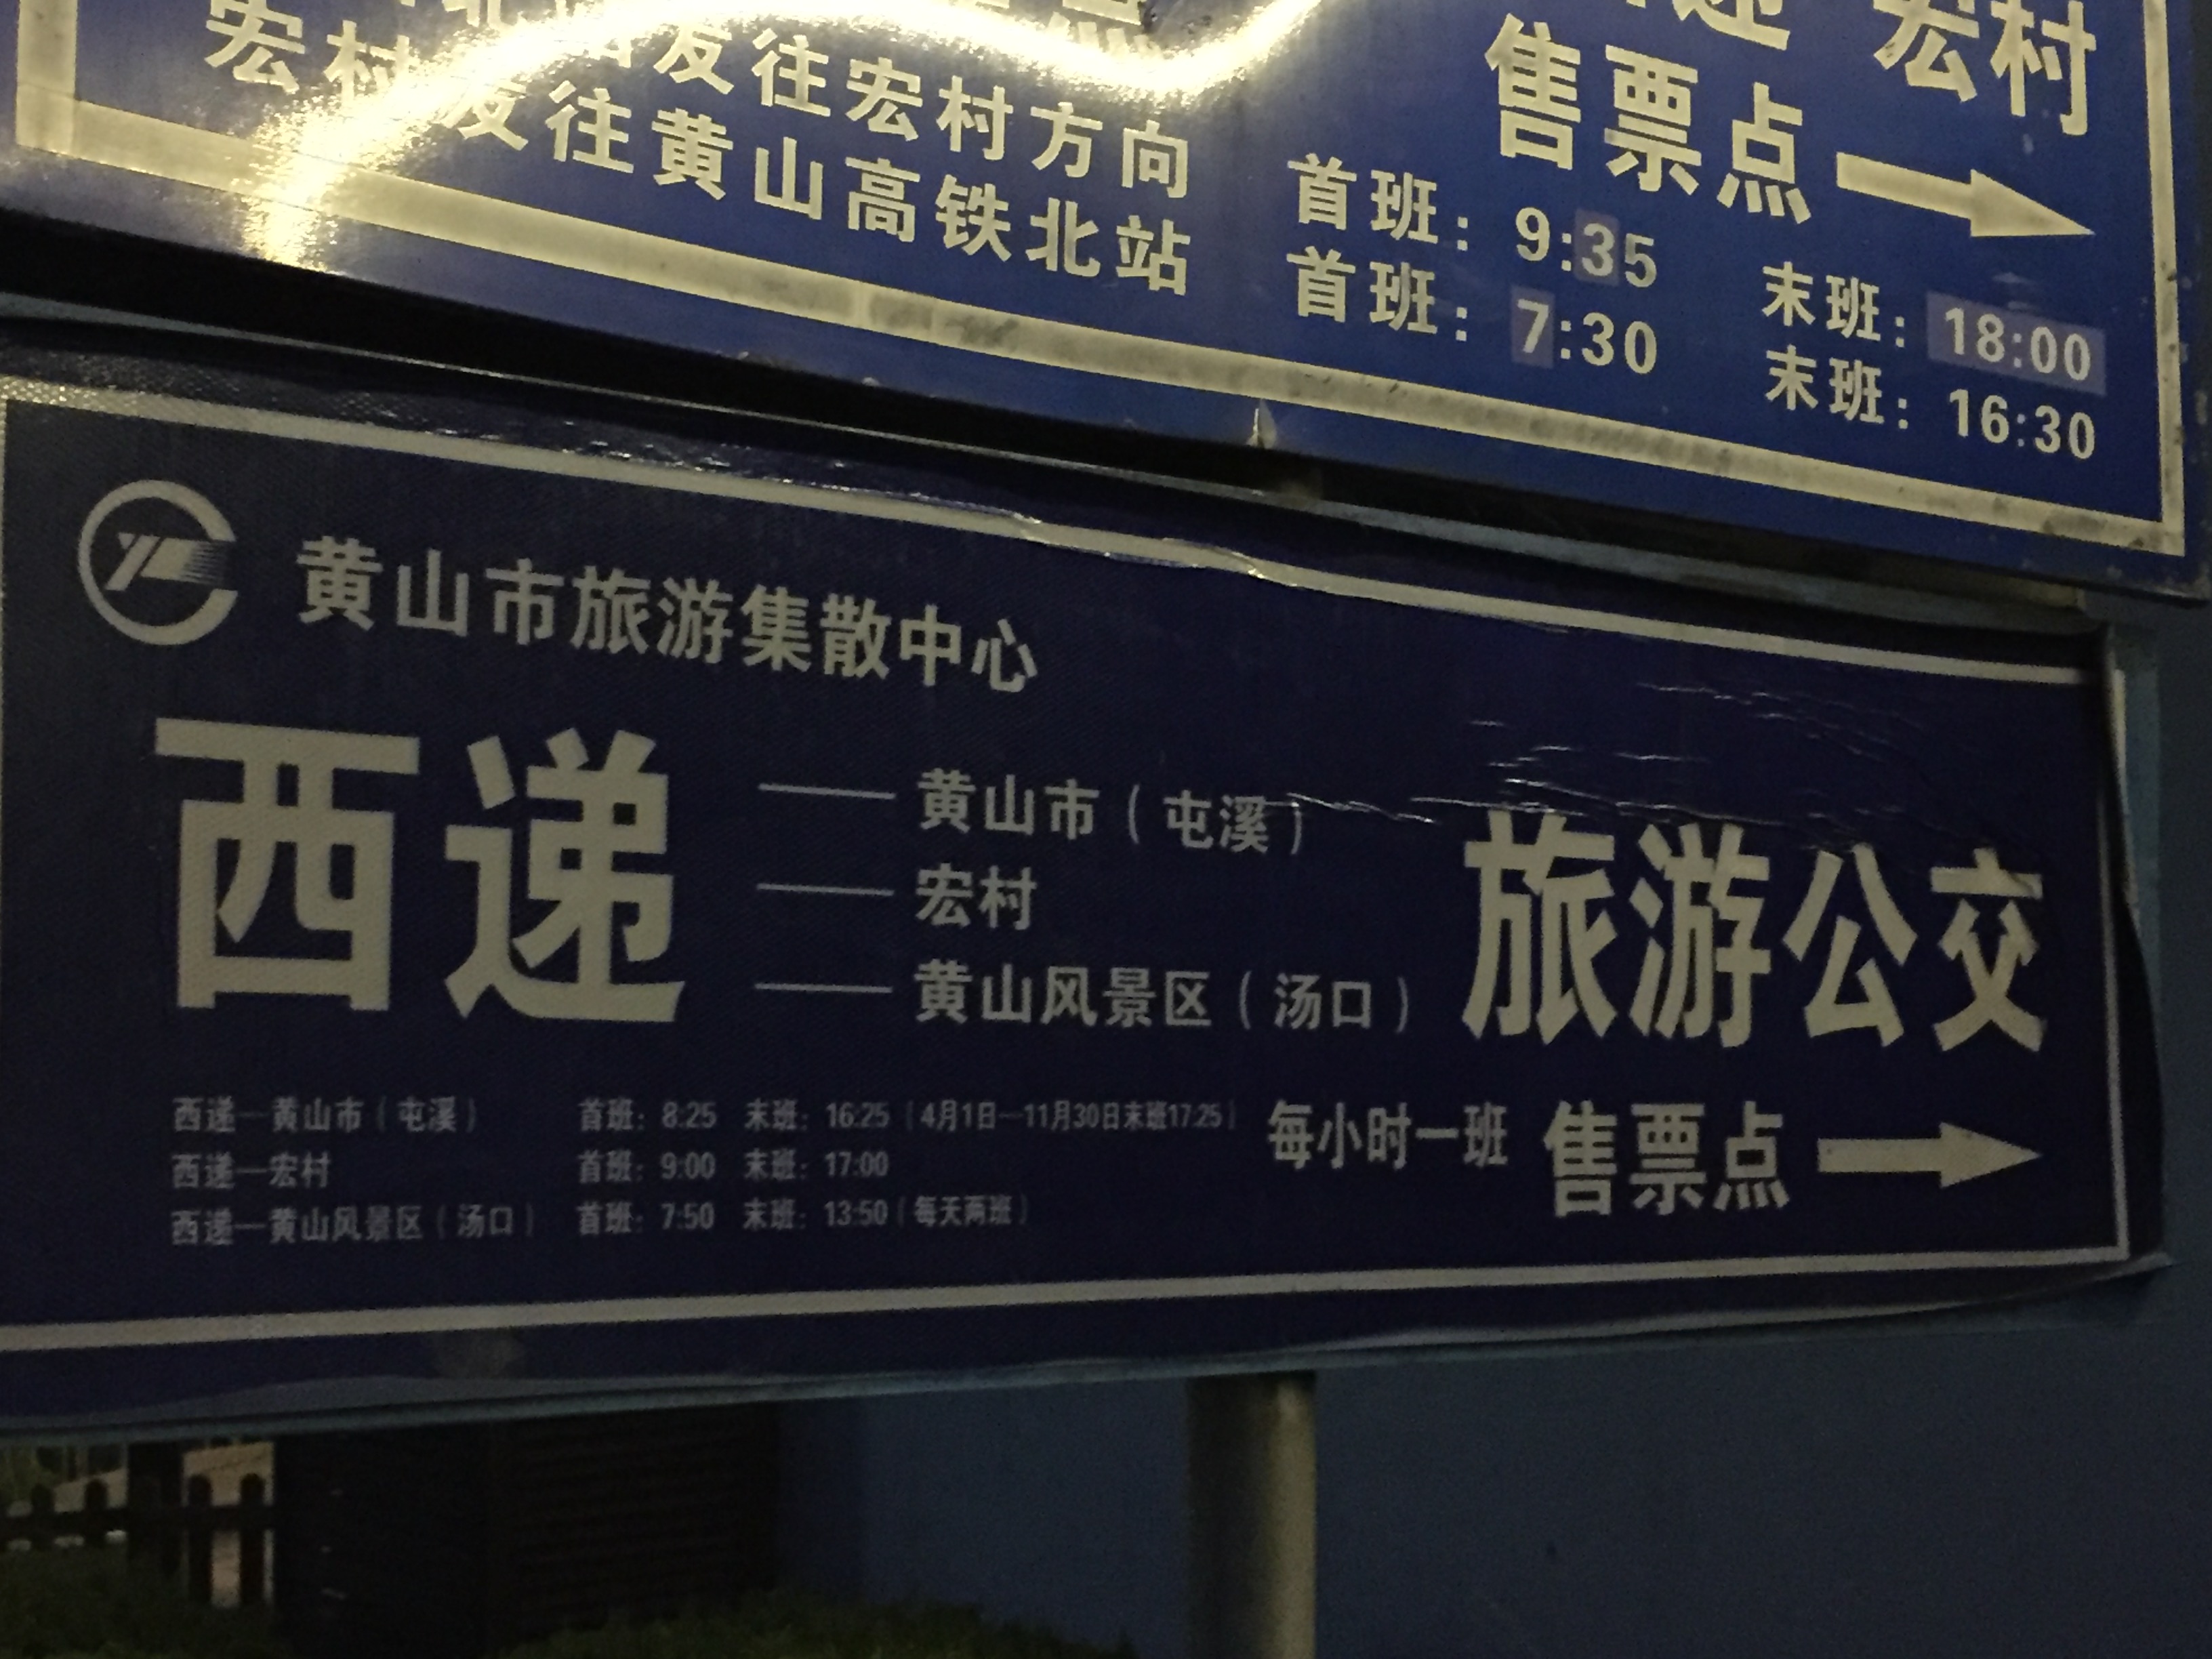 递 宏村
售票点
发往宏村方向 首班：9:35 末班：18:00
宏村发往黄山高铁北站 首班：7:30 末班：16:30
黄山市旅游集散中心
西递
——黄山市（屯溪）
——宏村
——黄山风景区（汤口）
旅游公交
西递—黄山市（屯溪） 首班：8:25 末班：16:25（4月1日—11月30日末班17:25）
西递—宏村 首班：9:00 末班：17:00
西递—黄山风景区（汤口） 首班：7:50 末班：13:50（每天两班）
每小时一班
售票点